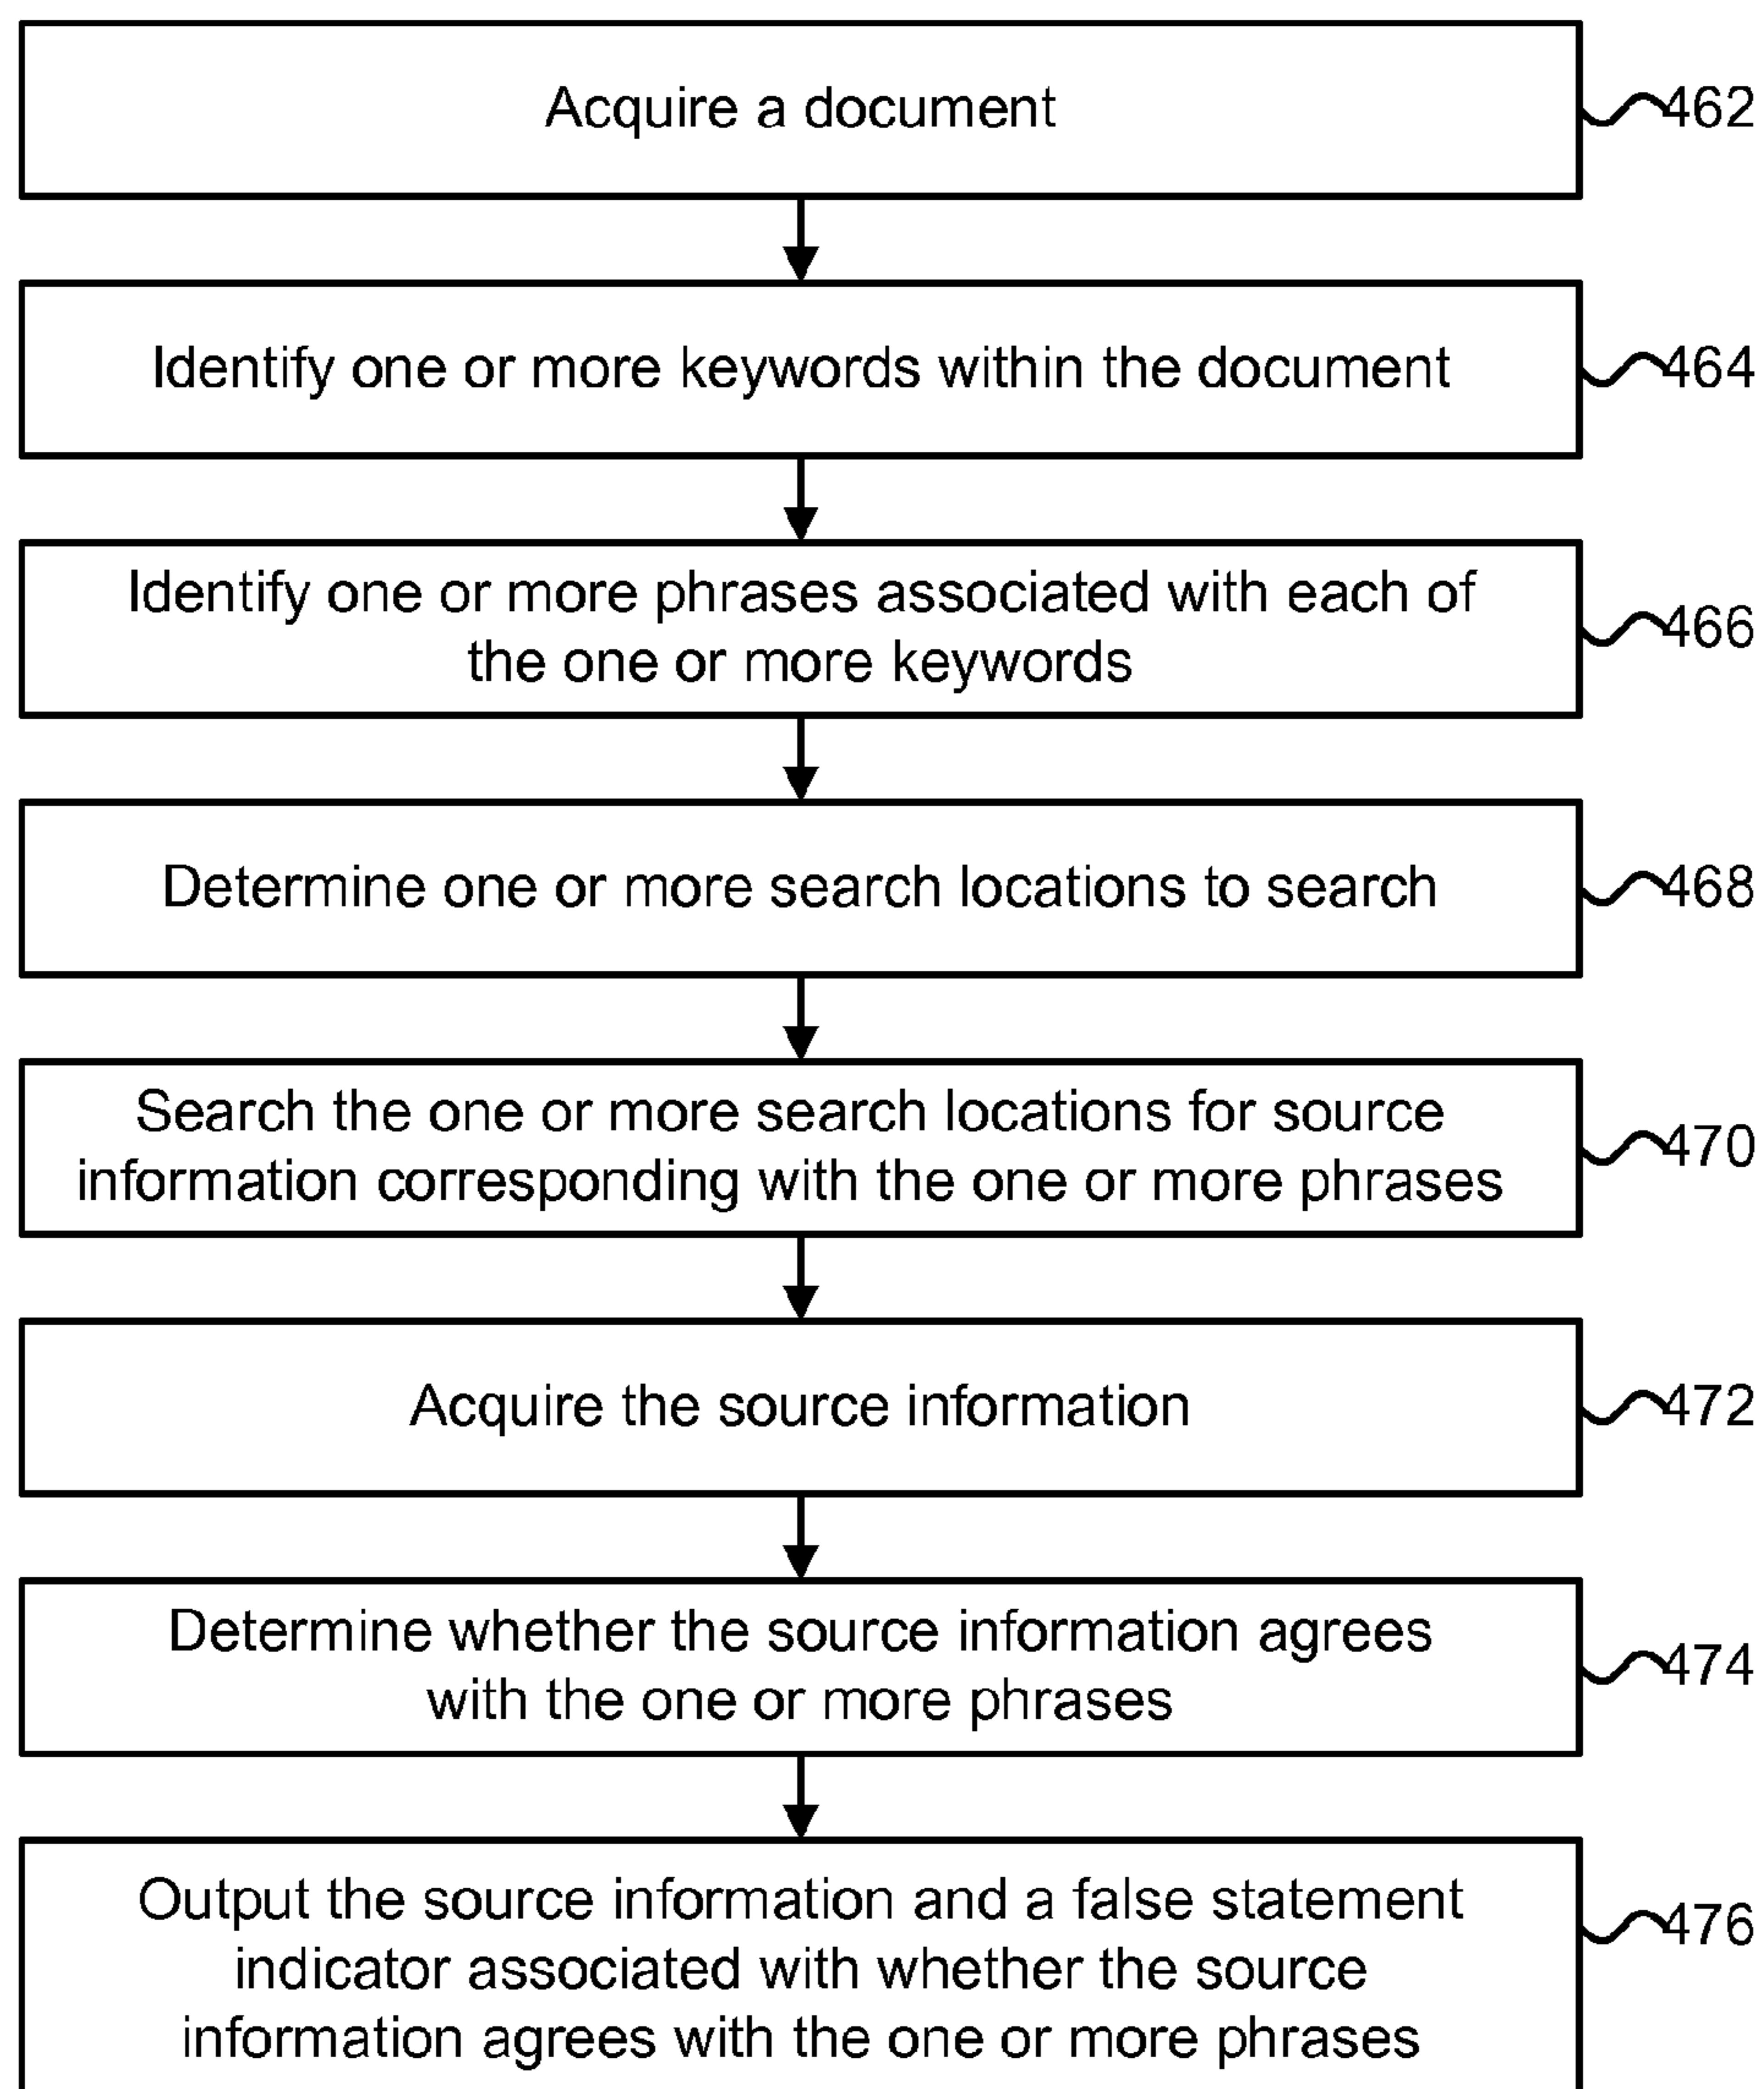 Acquire a document
462
Identify one or more keywords within the document
464
Identify one or more phrases associated with each of
the one or more keywords
466
Determine one or more search locations to search
468
Search the one or more search locations for source
information corresponding with the one or more phrases
470
Acquire the source information
472
Determine whether the source information agrees
with the one or more phrases
474
Output the source information and a false statement
indicator associated with whether the source
information agrees with the one or more phrases
476